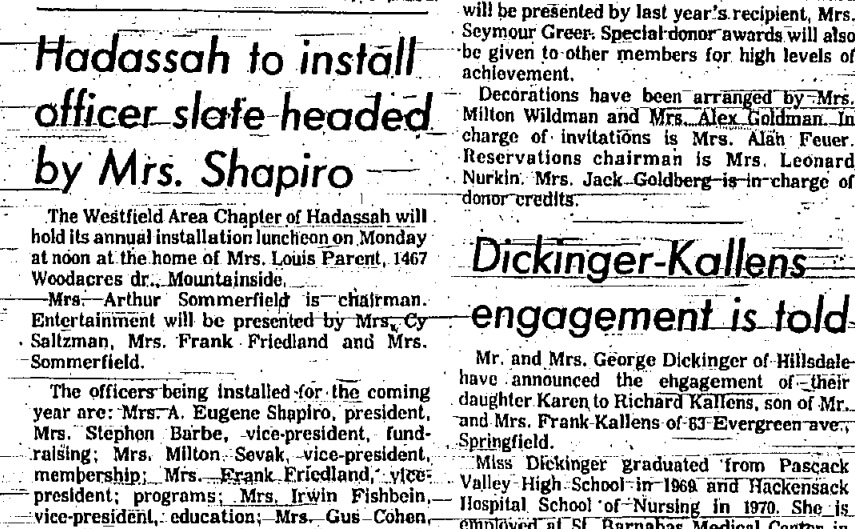 Hadassah to install
officer slate headed
by Mrs. Shapiro
The Westfield Area Chapter of Hadassah will
hold its annual installation luncheon on Monday
at noon at the home of Mrs. Louis Parent, 1467
Woodacres dr., Mountainside.
Mrs. Arthur Sommerfield is chairman.
Entertainment will be presented by Mrs. Cy
Saltzman, Mrs. Frank Friedland and Mrs.
Sommerfield.
The officers being installed for the coming
year are: Mrs. A. Eugene Shapiro, president,
Mrs. Stephon Barbe, vice-president, fund-
raising; Mrs. Milton Sevak, vice-president,
membership; Mrs. Frank Friedland, vice-
president; programs; Mrs. Irwin Fishbein,
vice-president, education; Mrs. Gus Cohen,
will be presented by last year's recipient, Mrs.
Seymour Greer. Special donor awards will also
be given to other members for high levels of
achievement.
Decorations have been arranged by Mrs.
Milton Wildman and Mrs. Alex Goldman. In
charge of invitations is Mrs. Alan Feuer.
Reservations chairman is Mrs. Leonard
Nurkin. Mrs. Jack Goldberg is in charge of
donor credits.
Dickinger-Kallens
engagement is told
Mr. and Mrs. George Dickinger of Hillsdale
have announced the ehgagement of their
daughter Karen to Richard Kallens, son of Mr.
and Mrs. Frank Kallens of 63 Evergreen ave.,
Springfield.
Miss Dickinger graduated from Pascack
Valley High School in 1969 and Hackensack
Hospital School of Nursing in 1970. She is
employed at St. Barnabas Medical Center in